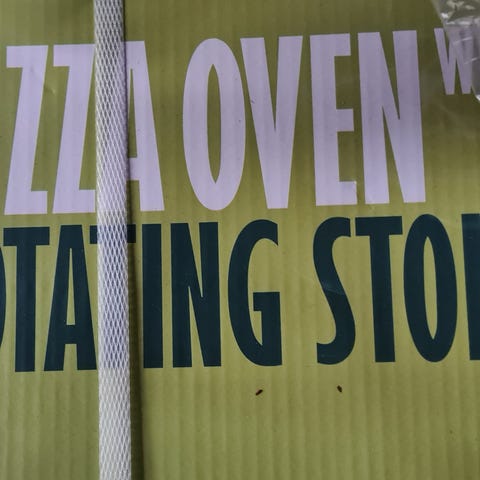 ZZA OVEN W
OTATING STO